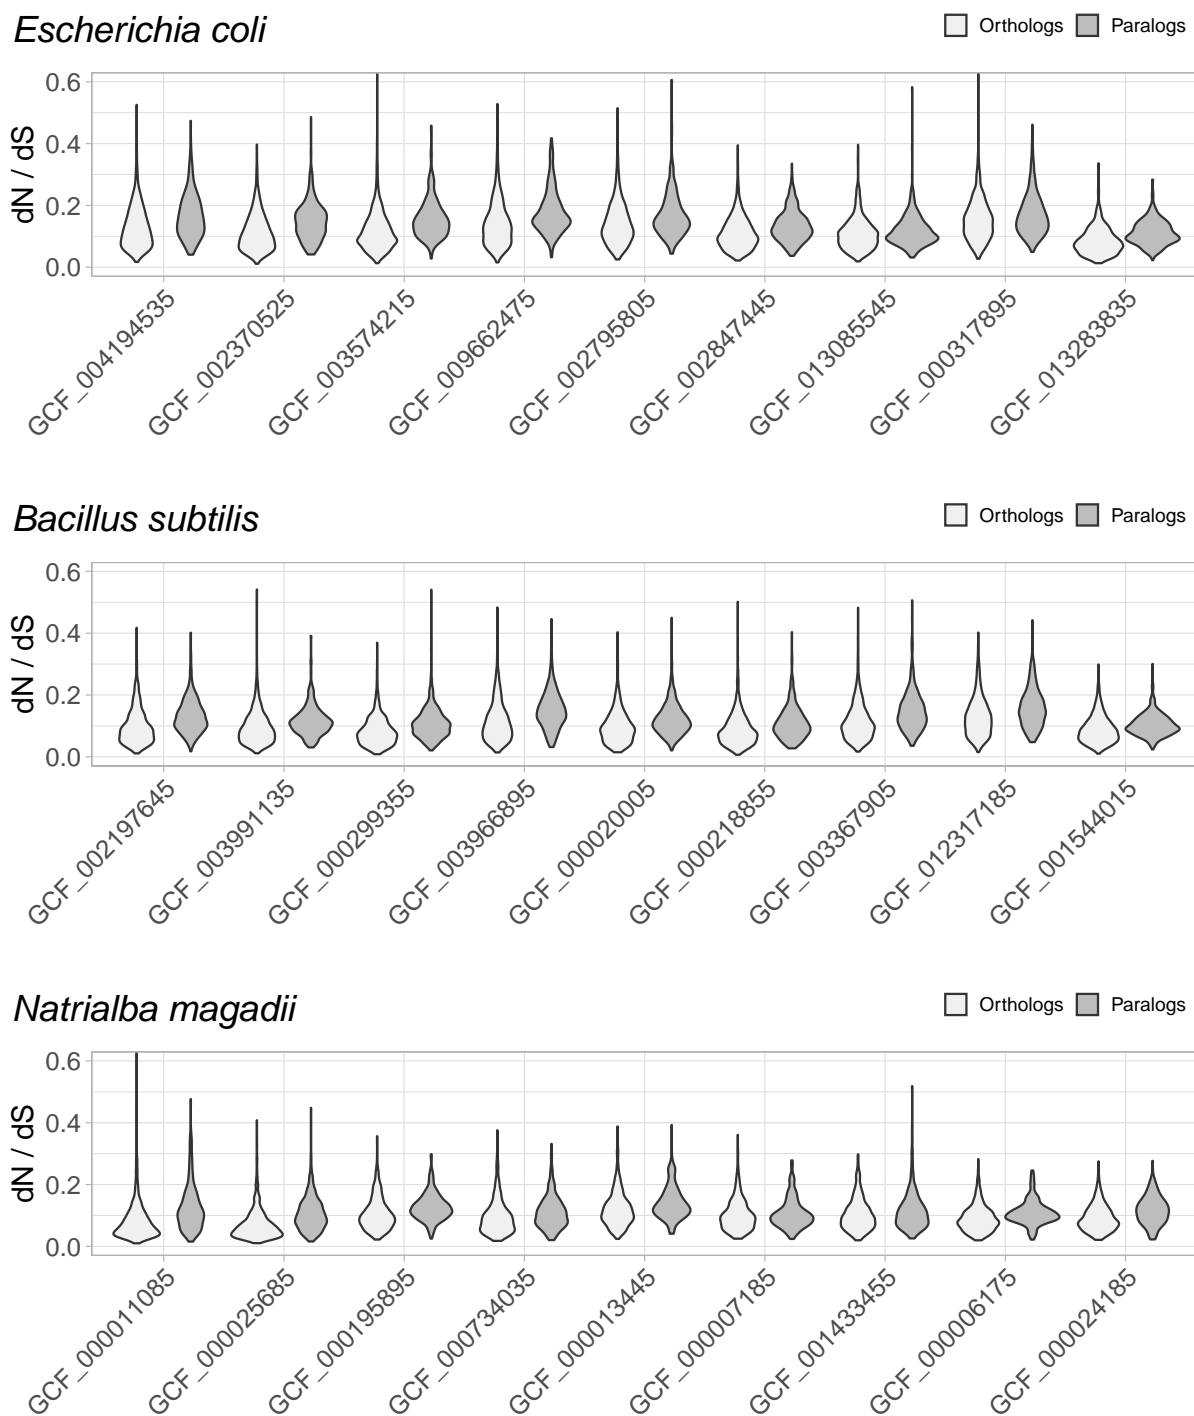 Escherichia coli
Orthologs Paralogs
dN / dS
0.6
0.4
0.2
0.0
GCF_004194535 GCF_002370525 GCF_003574215 GCF_009662475 GCF_002795805 GCF_002847445 GCF_013085545 GCF_000317895 GCF_013283835
Bacillus subtilis
Orthologs Paralogs
dN / dS
0.6
0.4
0.2
0.0
GCF_002197645 GCF_003991135 GCF_000299355 GCF_003966895 GCF_000020005 GCF_000218855 GCF_003367905 GCF_012317185 GCF_001544015
Natrialba magadii
Orthologs Paralogs
dN / dS
0.6
0.4
0.2
0.0
GCF_000011085 GCF_000025685 GCF_000195895 GCF_000734035 GCF_000013445 GCF_000007185 GCF_001433455 GCF_000006175 GCF_000024185